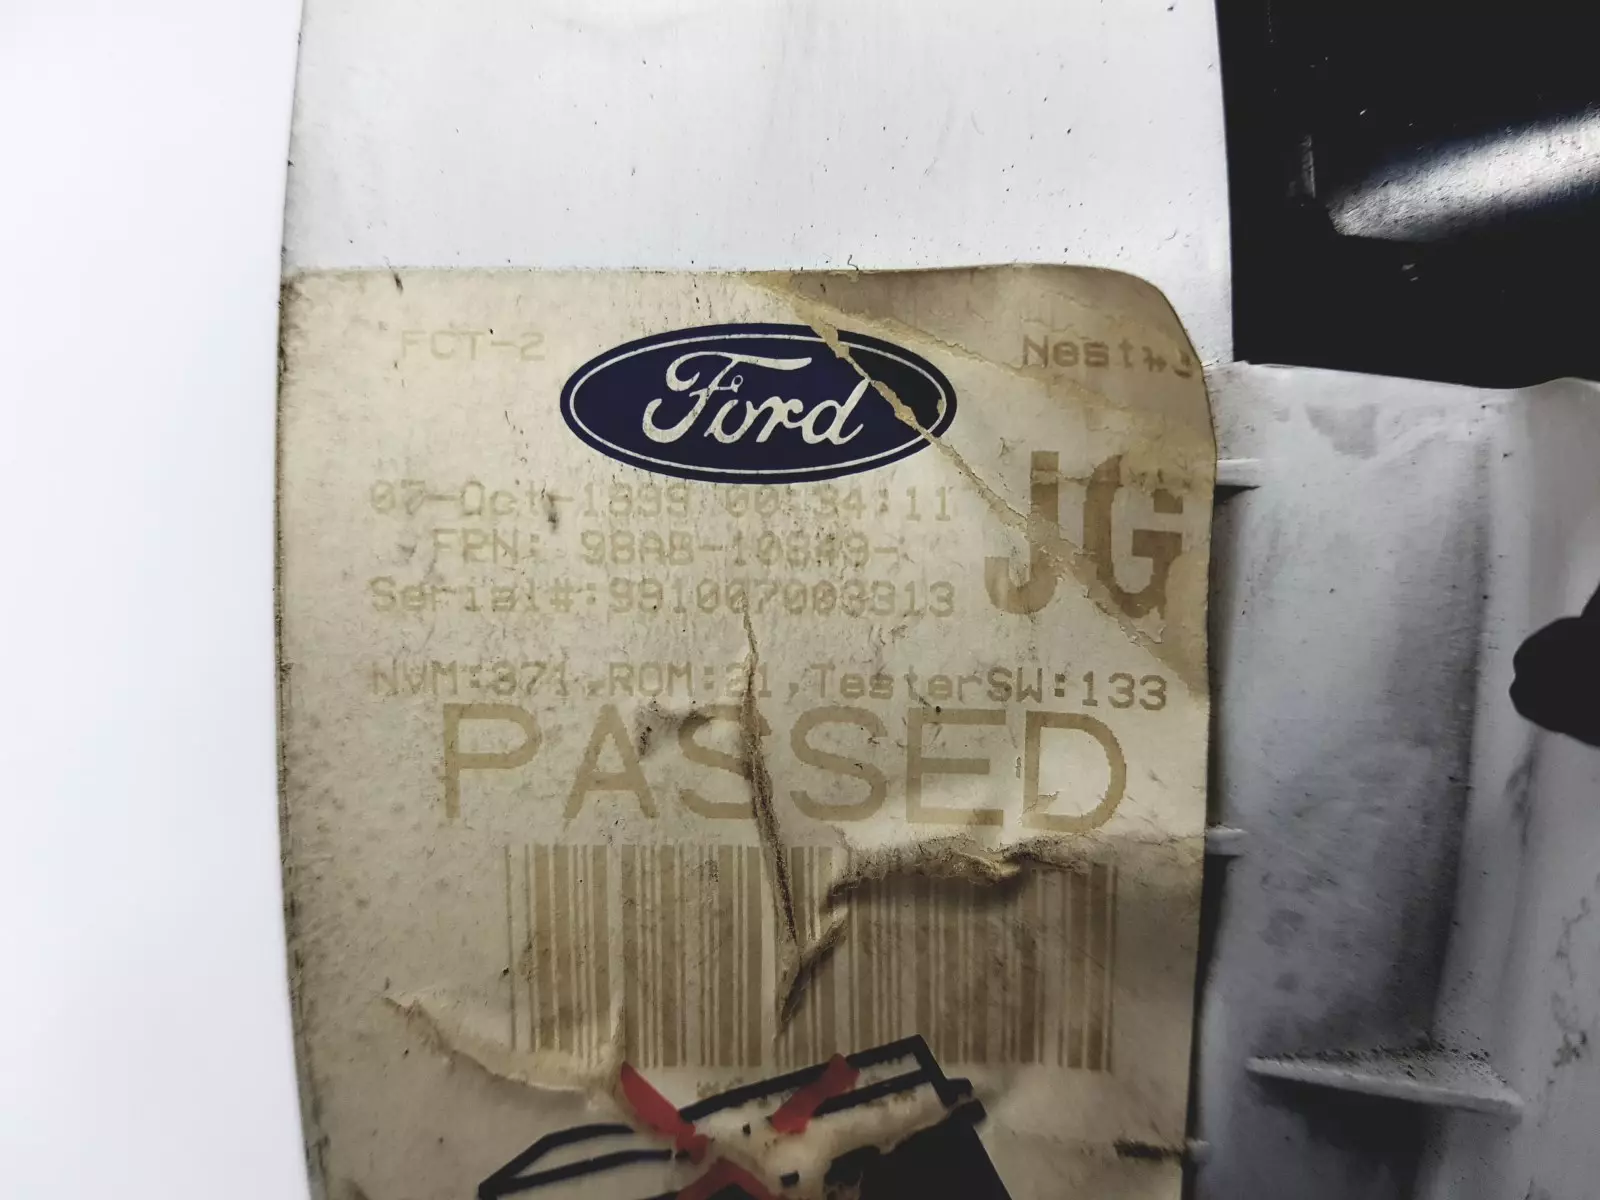 FCT-2
Ford
07-Oct-1999 00:34:11
FPN: 98AB-10849-
JG
Serial#:991007003313
NVM:371,ROM:21,TesterSW:133
PASSED